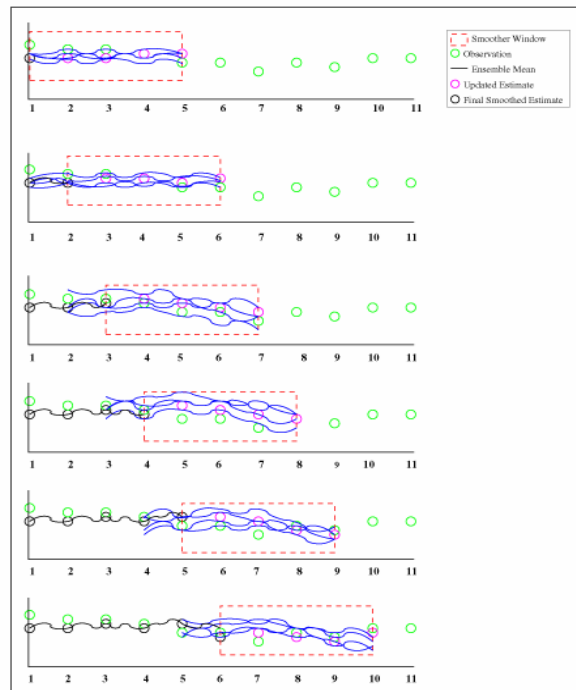 Smoother Window
Observation
Ensemble Mean
Updated Estimate
Final Smoothed Estimate
1 2 3 4 5 6 7 8 9 10 11
1 2 3 4 5 6 7 8 9 10 11
1 2 3 4 5 6 7 8 9 10 11
1 2 3 4 5 6 7 8 9 10 11
1 2 3 4 5 6 7 8 9 10 11
1 2 3 4 5 6 7 8 9 10 11